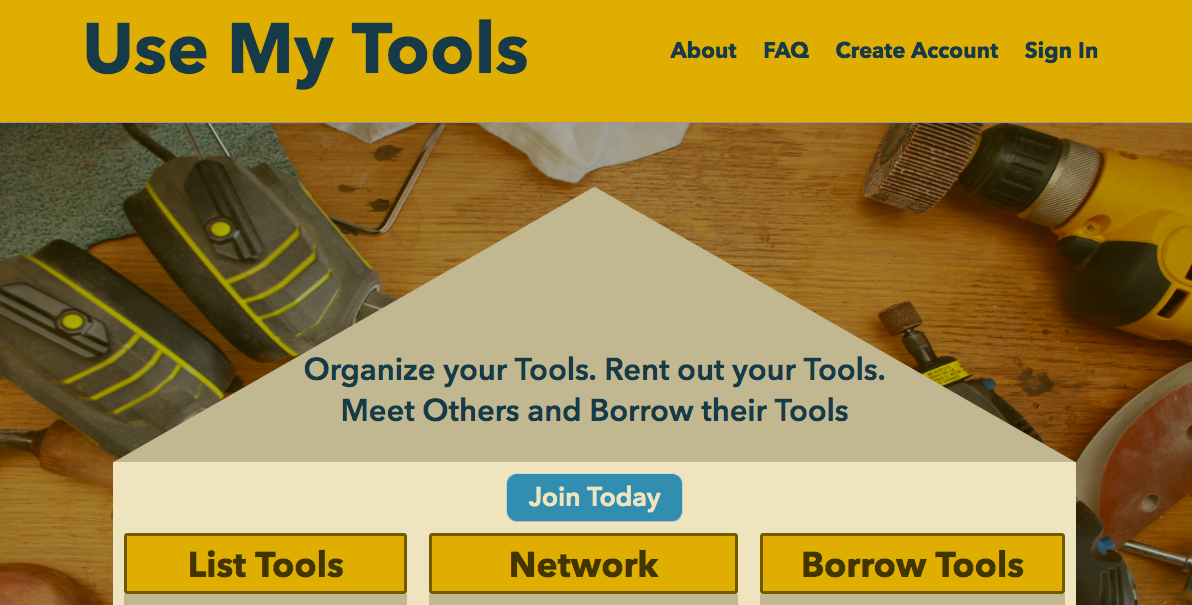 Use My Tools
About FAQ Create Account Sign In
Organize your Tools. Rent out your Tools.
Meet Others and Borrow their Tools
Join Today
List Tools Network Borrow Tools